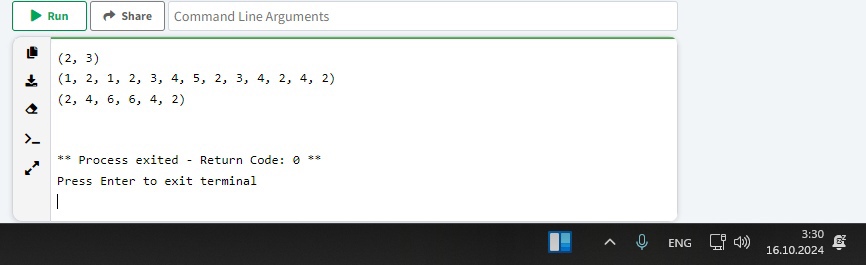 Run
Share
Command Line Arguments
(2, 3)
(1, 2, 1, 2, 3, 4, 5, 2, 3, 4, 2, 4, 2)
(2, 4, 6, 6, 4, 2)
** Process exited - Return Code: 0 **
Press Enter to exit terminal
ENG
3:30
16.10.2024